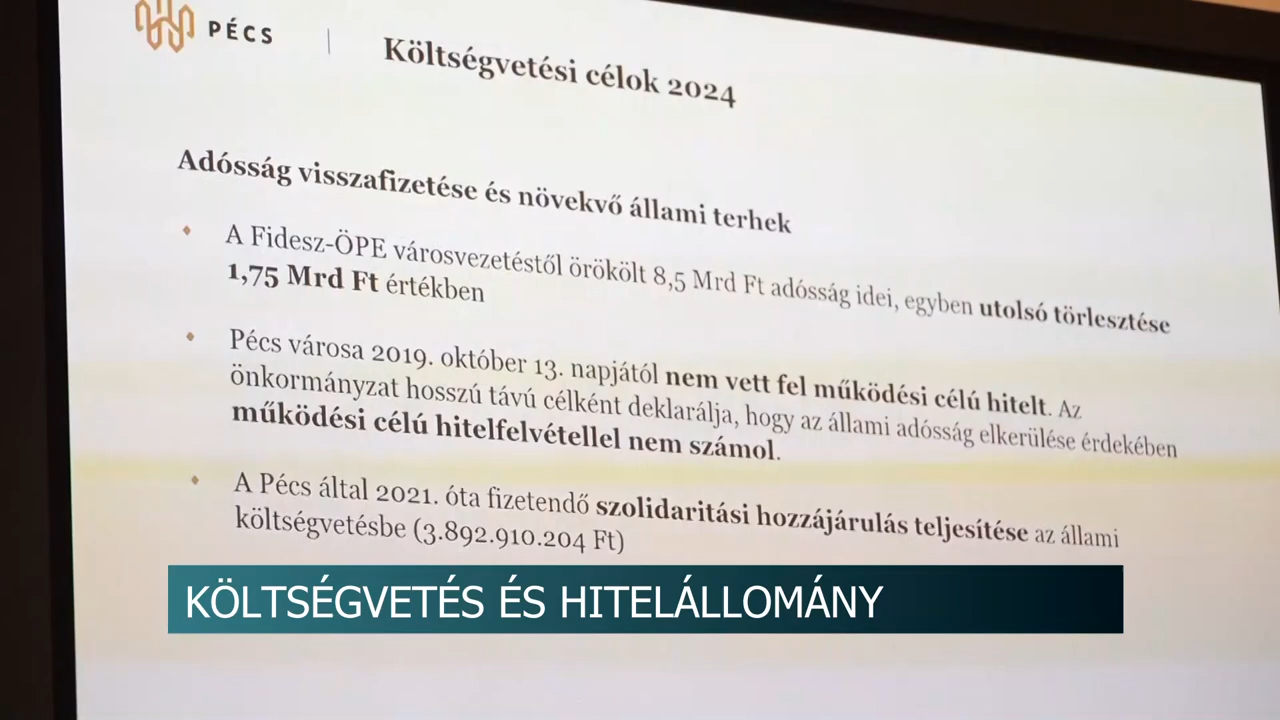 PÉCS
Költségvetési célok 2024
Adósság visszafizetése és növekvő állami terhek
A Fidesz-ÖPE városvezetéstől örökölt 8,5 Mrd Ft adósság idei, egyben utolsó törlesztése
1,75 Mrd Ft értékben
Pécs városa 2019. október 13. napjától nem vett fel működési célú hitelt. Az
önkormányzat hosszú távú célként deklarálja, hogy az állami adósság elkerülése érdekében
működési célú hitelfelvétellel nem számol.
A Pécs által 2021. óta fizetendő szolidaritási hozzájárulás teljesítése az állami
költségvetésbe (3.892.910.204 Ft)
KÖLTSÉGVETÉS ÉS HITELÁLLOMÁNY